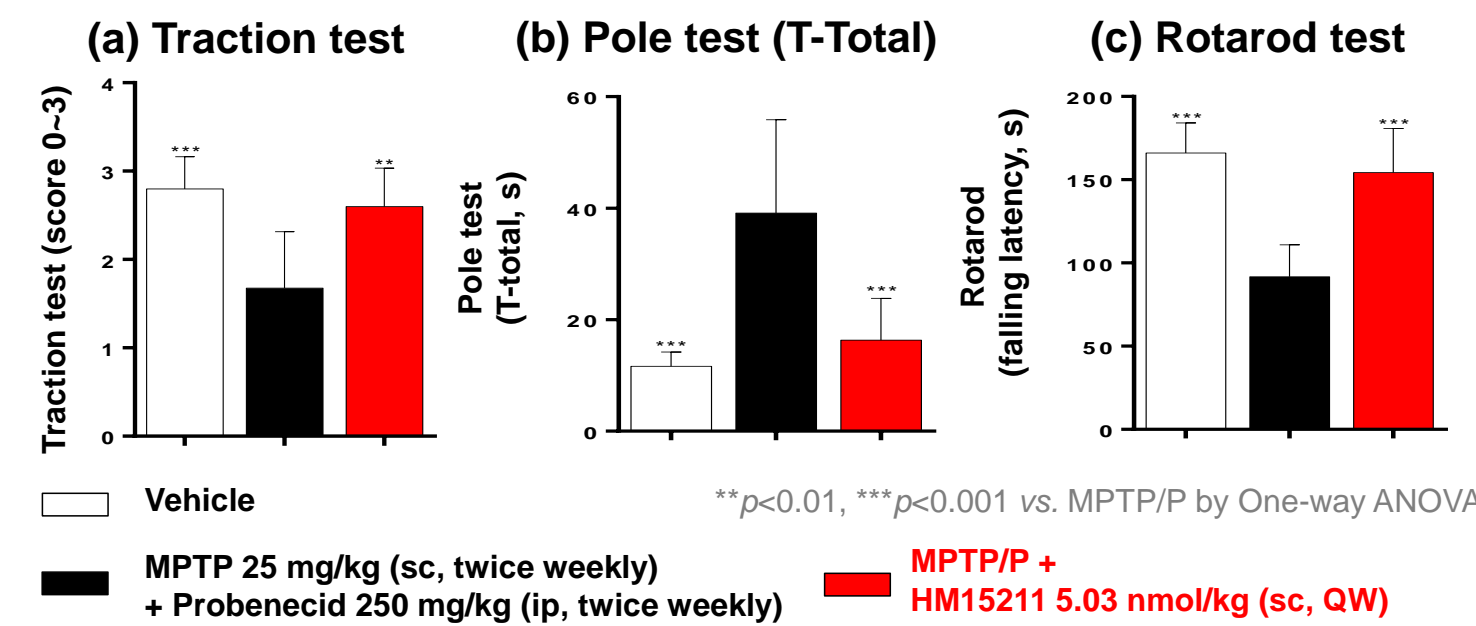 (a) Traction test
Traction test (score 0~3)
4
3
2
1
0
***
**
(b) Pole test (T-Total)
Pole test
(T-total, s)
60
40
20
0
***
***
(c) Rotarod test
Rotarod
(falling latency, s)
200
150
100
50
0
***
***
Vehicle
**p<0.01, ***p<0.001 vs. MPTP/P by One-way ANOVA
MPTP 25 mg/kg (sc, twice weekly)
+ Probenecid 250 mg/kg (ip, twice weekly)
MPTP/P +
HM15211 5.03 nmol/kg (sc, QW)